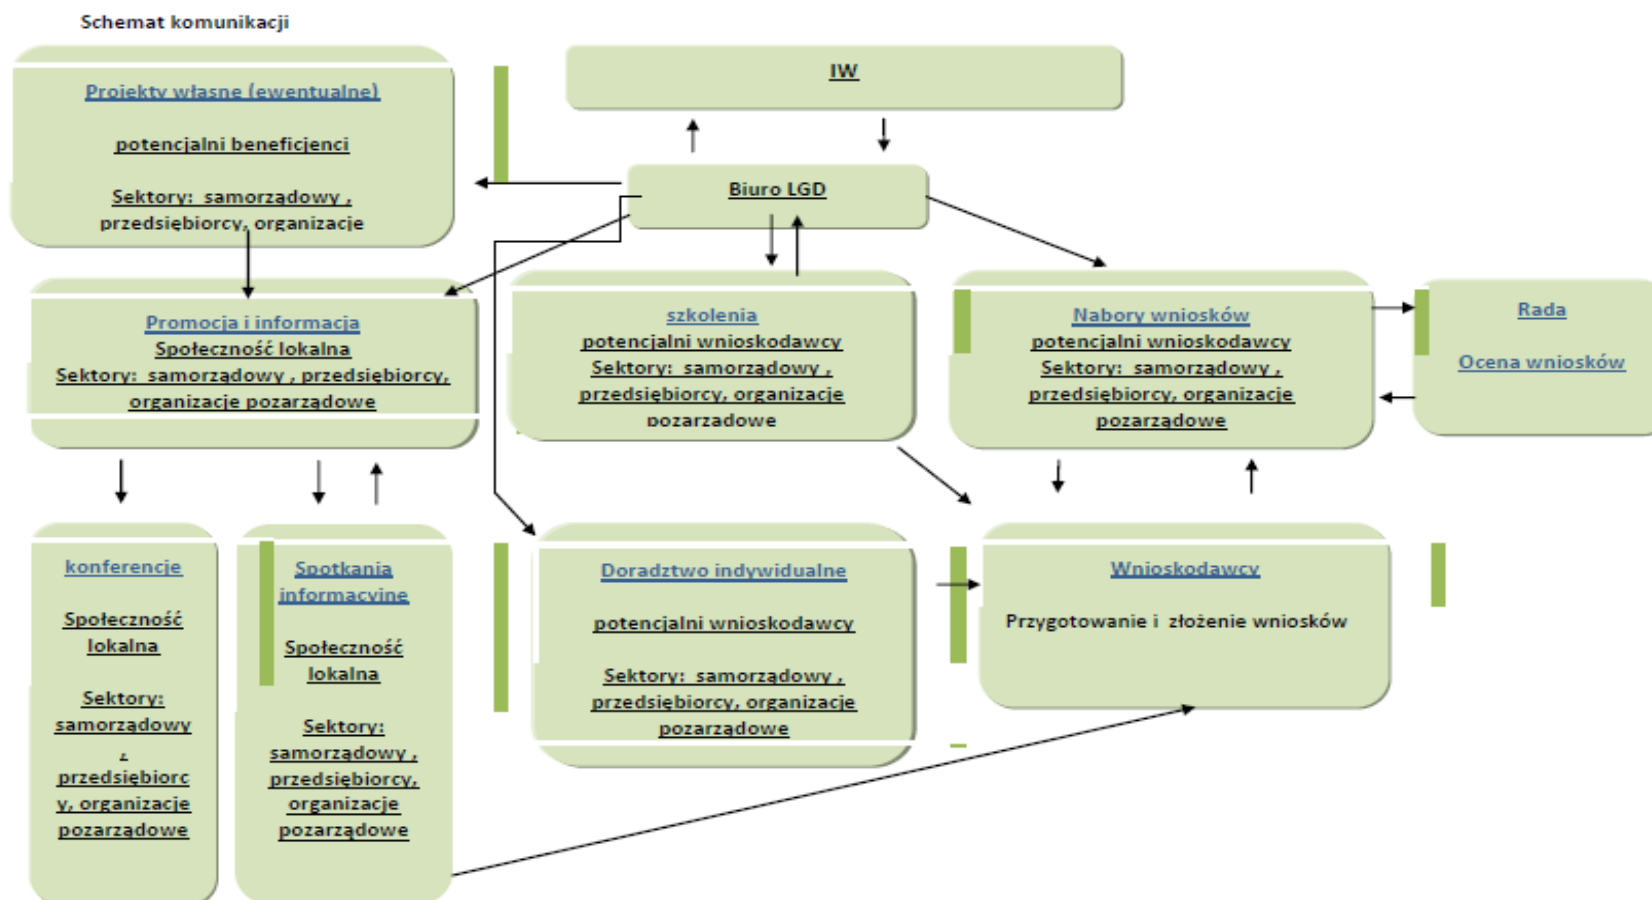 Schemat komunikacji
Projekty własne (ewentualne)
potencjalni beneficjenci
Sektory: samorządowy ,
przedsiębiorcy, organizacje
IW
Biuro LGD
Promocja i informacja
Społeczność lokalna
Sektory: samorządowy , przedsiębiorcy,
organizacje pozarządowe
szkolenia
potencjalni wnioskodawcy
Sektory: samorządowy ,
przedsiębiorcy, organizacje
pozarządowe
Nabory wniosków
potencjalni wnioskodawcy
Sektory: samorządowy ,
przedsiębiorcy, organizacje
pozarządowe
Rada
Ocena wniosków
konferencje
Społeczność
lokalna
Sektory:
samorządowy
,
przedsiębiorc
y, organizacje
pozarządowe
Spotkania
informacyjne
Społeczność
lokalna
Sektory:
samorządowy ,
przedsiębiorcy,
organizacje
pozarządowe
Doradztwo indywidualne
potencjalni wnioskodawcy
Sektory: samorządowy ,
przedsiębiorcy, organizacje
pozarządowe
Wnioskodawcy
Przygotowanie i złożenie wniosków